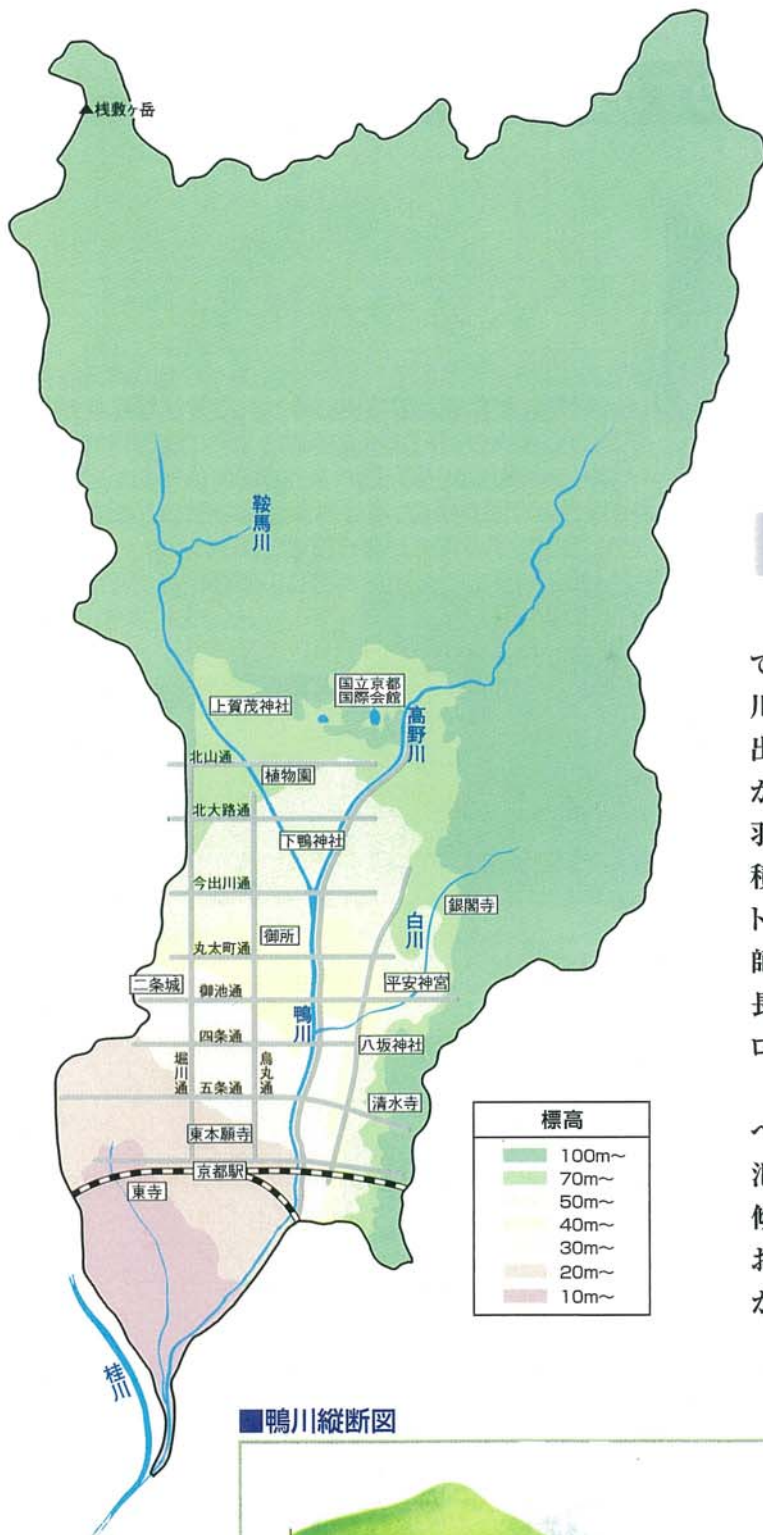 ▲桟敷ヶ岳
鞍馬川
国立京都
国際会館
上賀茂神社
高野川
北山通
植物園
北大路通
下鴨神社
今出川通
銀閣寺
白川
御所
丸太町通
二条城
平安神宮
御池通
鴨川
四条通
八坂神社
堀川通
烏丸通
五条通
清水寺
東本願寺
京都駅
東寺
桂川
標高
100m〜
70m〜
50m〜
40m〜
30m〜
20m〜
10m〜
て
川
出
か
羽
積
ト
師
長
ロ
へ
池
候
お
か
■鴨川縦断図